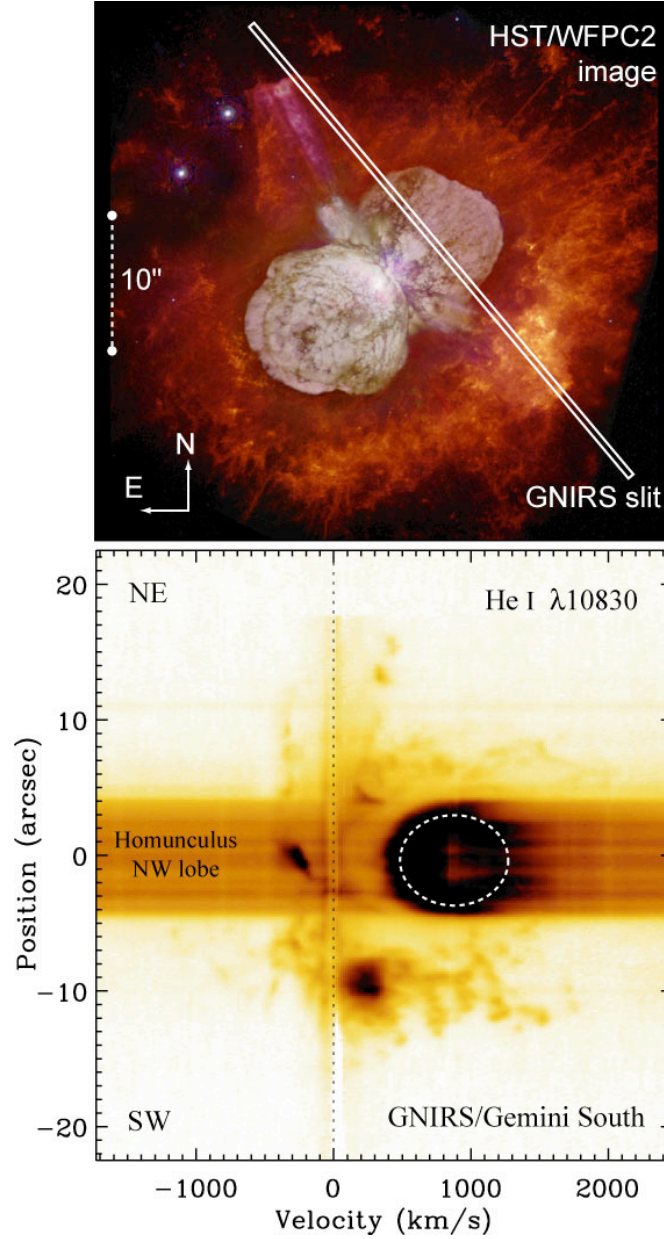 HST/WFPC2
image
10"
N
E
GNIRS slit
NE
He I λ10830
20
10
0
−10
−20
Position (arcsec)
Homunculus
NW lobe
SW
GNIRS/Gemini South
−1000 0 1000 2000
Velocity (km/s)